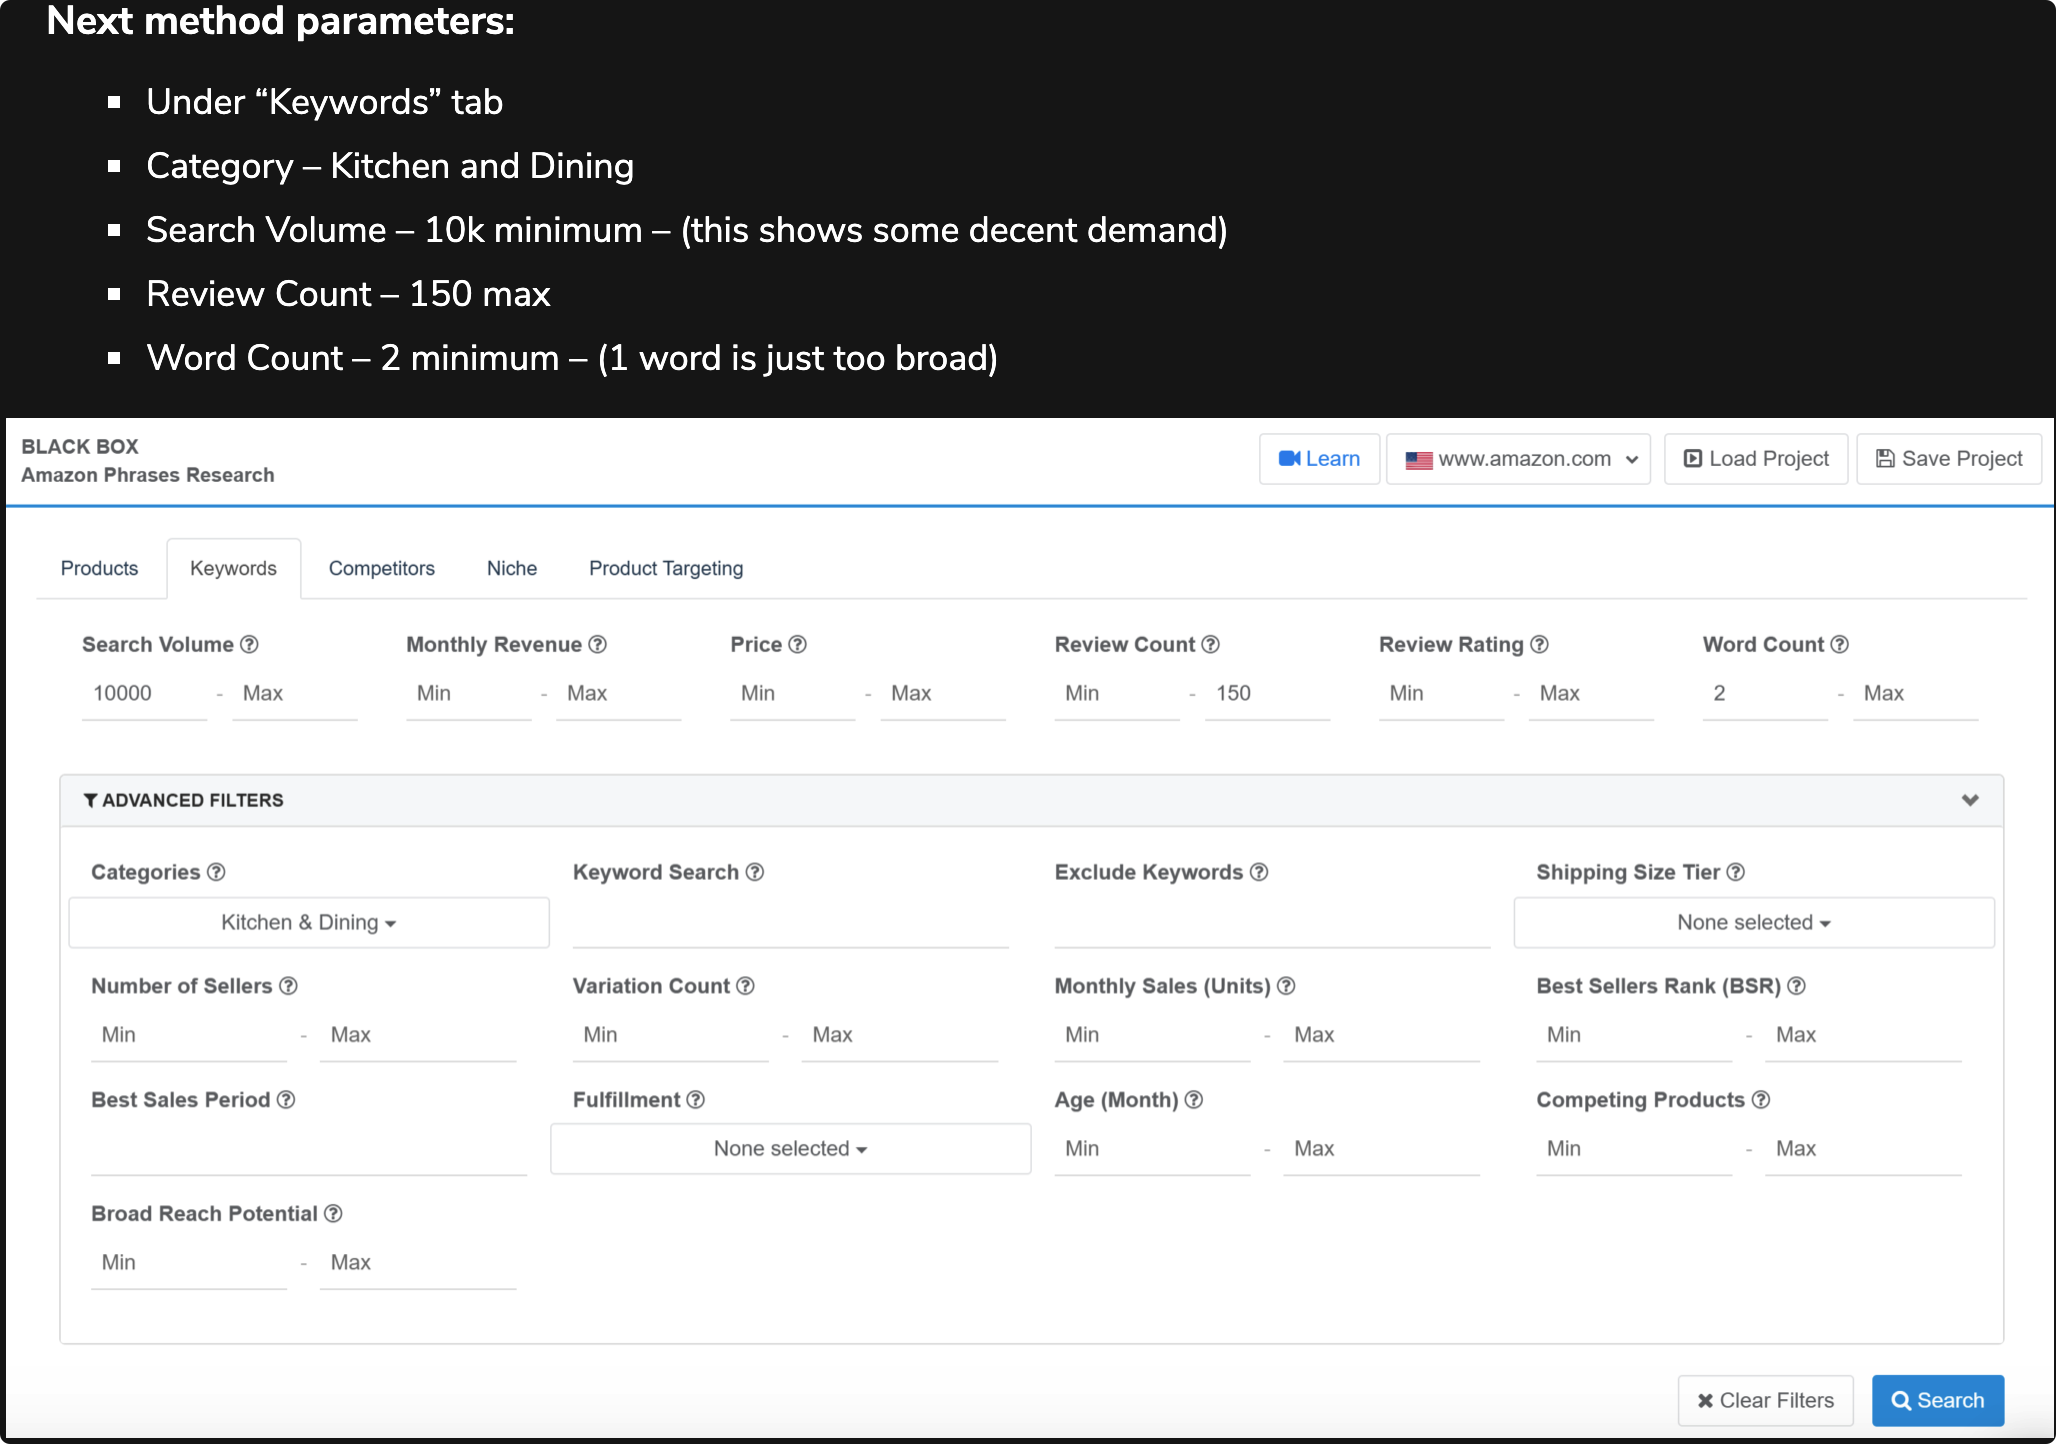 Next method parameters:
▪ Under “Keywords” tab
▪ Category – Kitchen and Dining
▪ Search Volume – 10k minimum – (this shows some decent demand)
▪ Review Count – 150 max
▪ Word Count – 2 minimum – (1 word is just too broad)
BLACK BOX
Amazon Phrases Research
Learn www.amazon.com Load Project Save Project
Products Keywords Competitors Niche Product Targeting
Search Volume Monthly Revenue Price Review Count Review Rating Word Count
10000 - Max Min - Max Min - Max Min - 150 Min - Max 2 - Max
ADVANCED FILTERS
Categories Keyword Search Exclude Keywords Shipping Size Tier
Kitchen & Dining None selected
Number of Sellers Variation Count Monthly Sales (Units) Best Sellers Rank (BSR)
Min - Max Min - Max Min - Max Min - Max
Best Sales Period Fulfillment Age (Month) Competing Products
None selected Min - Max Min - Max
Broad Reach Potential
Min - Max
Clear Filters Search